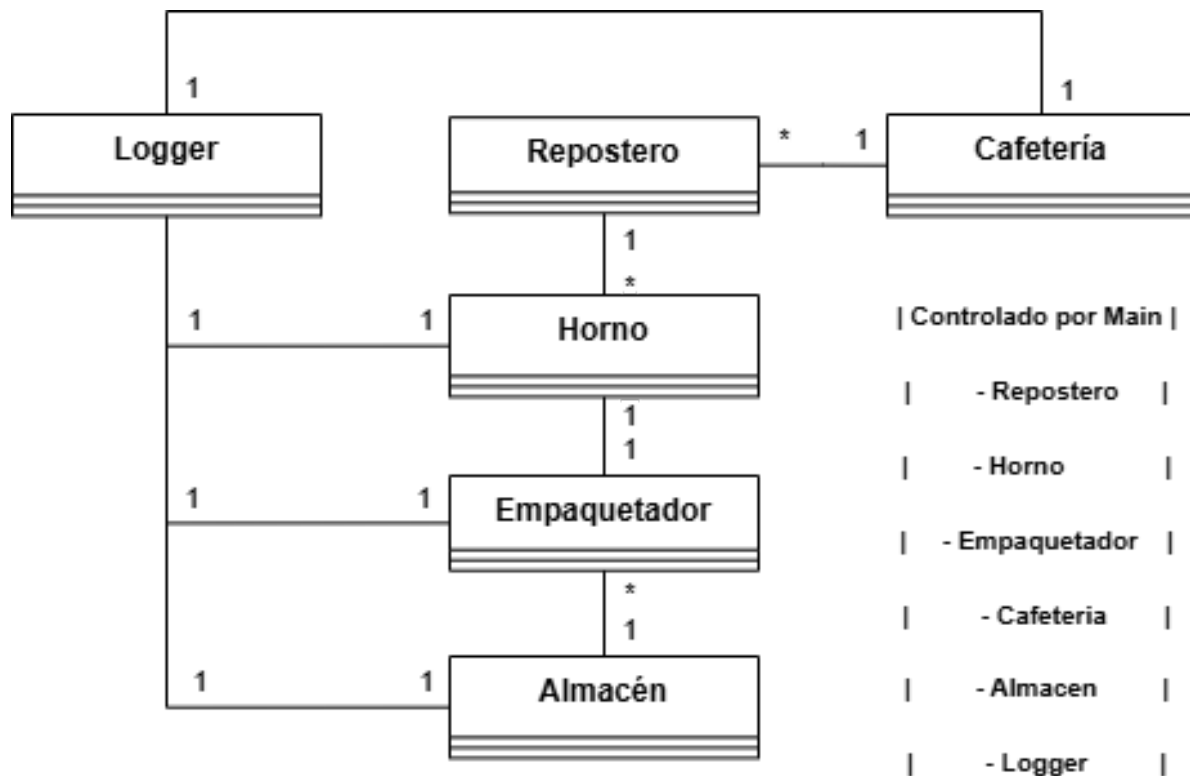 1
1
Logger
Repostero
*
1
Cafetería
1
*
1
1
Horno
| Controlado por Main |
1
| - Repostero |
1
| - Horno |
1
1
Empaquetador
| - Empaquetador |
*
1
| - Cafeteria |
1
1
Almacén
| - Almacen |
| - Logger |